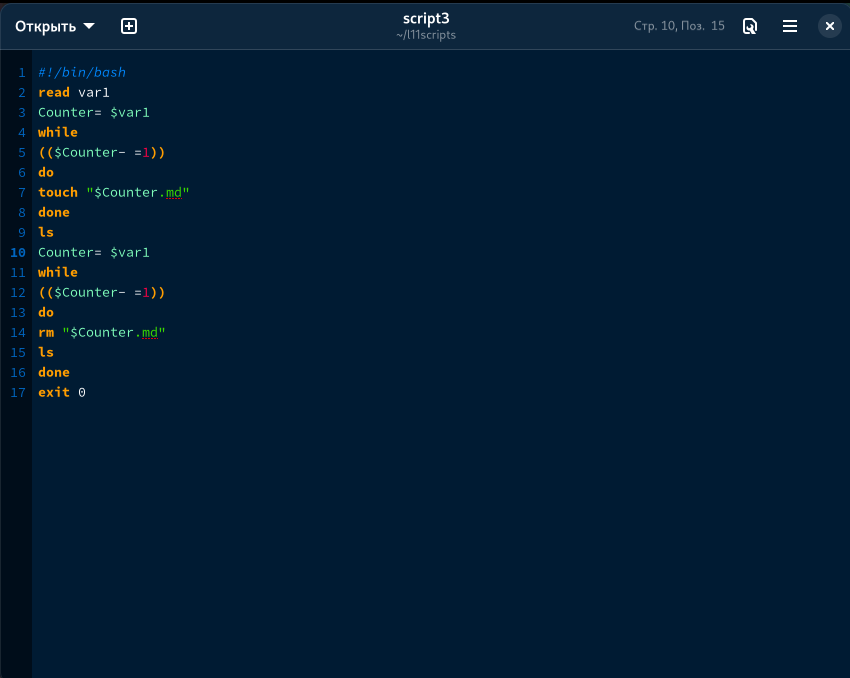 Открыть
script3
~/l11scripts
Стр. 10, Поз. 15
1 #!/bin/bash
2 read var1
3 Counter= $var1
4 while
5 (($Counter- =1))
6 do
7 touch "$Counter.md"
8 done
9 ls
10 Counter= $var1
11 while
12 (($Counter- =1))
13 do
14 rm "$Counter.md"
15 ls
16 done
17 exit 0